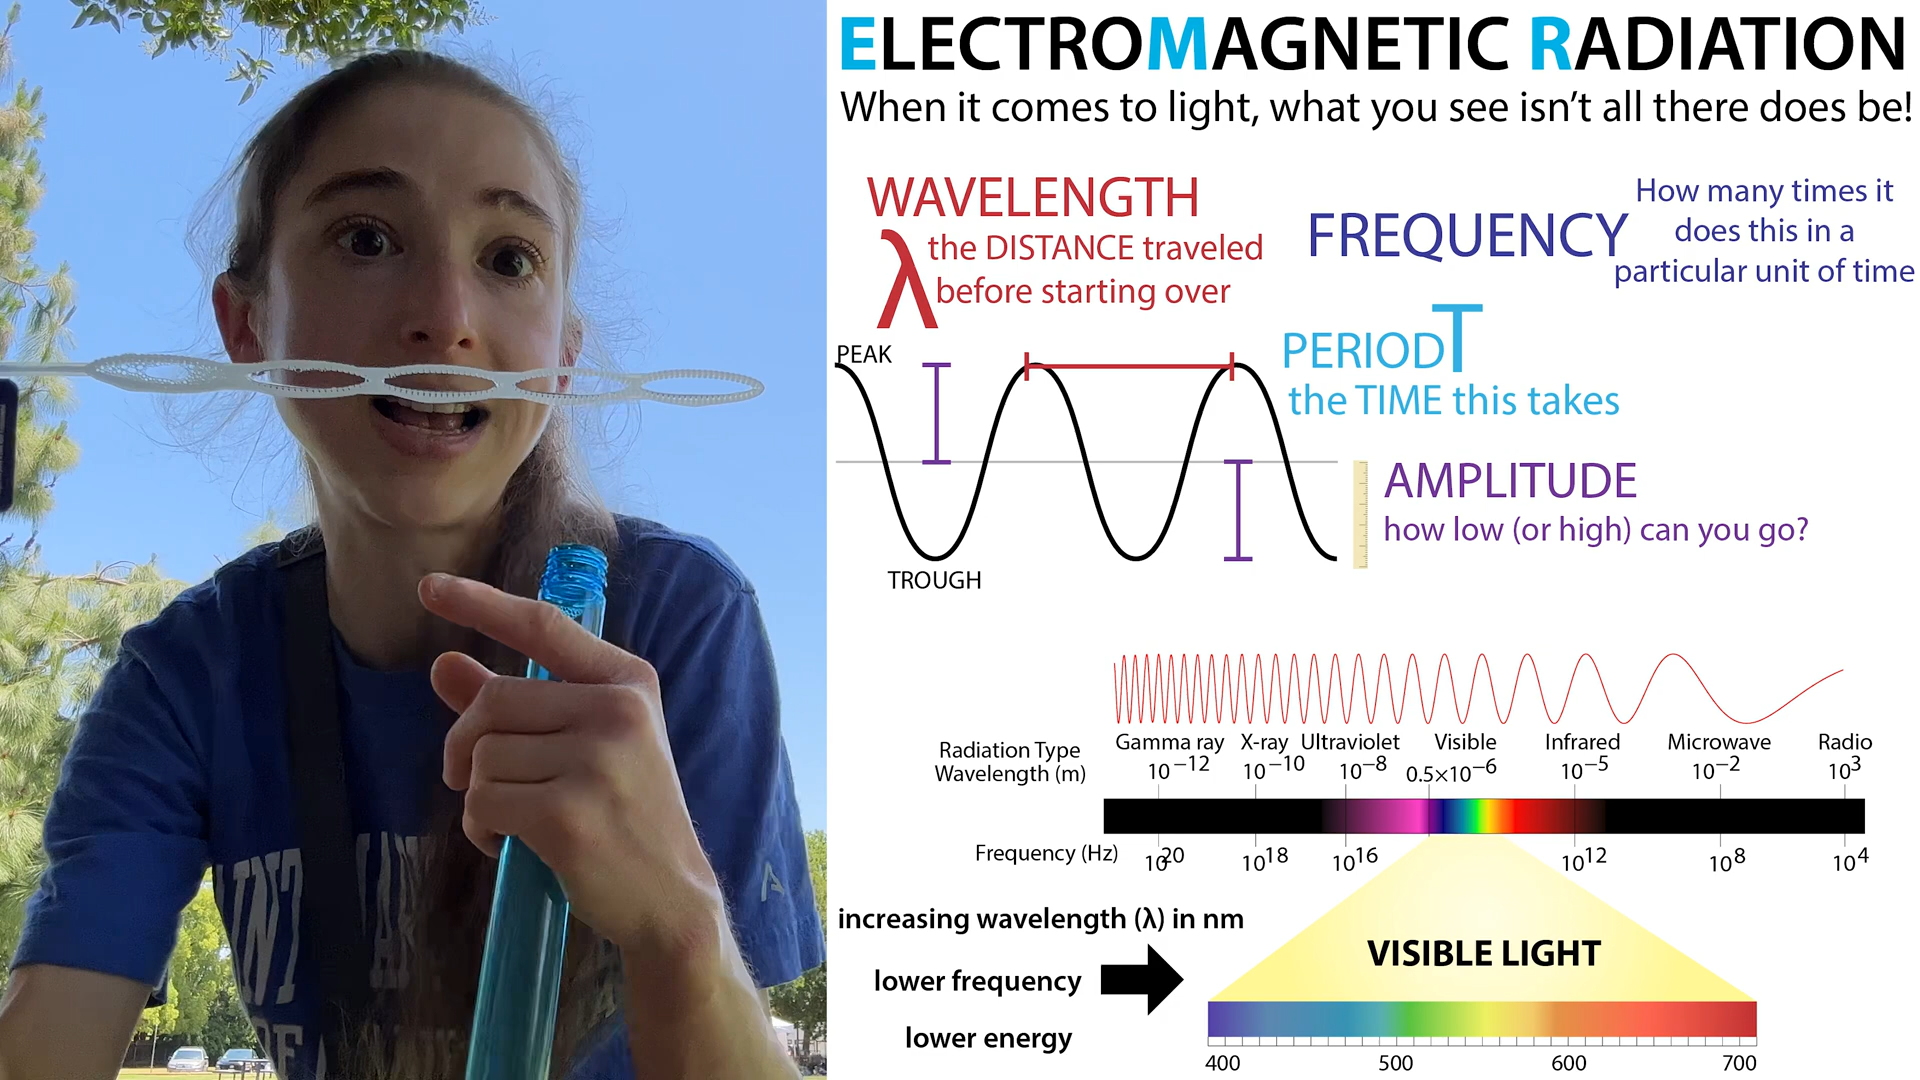 ELECTROMAGNETIC RADIATION
When it comes to light, what you see isn't all there does be!
WAVELENGTH
λ
the DISTANCE traveled
before starting over
FREQUENCY
How many times it
does this in a
particular unit of time
PERIOD T
the TIME this takes
PEAK
TROUGH
AMPLITUDE
how low (or high) can you go?
Radiation Type Gamma ray X-ray Ultraviolet Visible Infrared Microwave Radio
Wavelength (m) 10⁻¹² 10⁻¹⁰ 10⁻⁸ 0.5×10⁻⁶ 10⁻⁵ 10⁻² 10³
Frequency (Hz) 10²⁰ 10¹⁸ 10¹⁶ 10¹² 10⁸ 10⁴
increasing wavelength (λ) in nm
lower frequency
lower energy
VISIBLE LIGHT
400 500 600 700